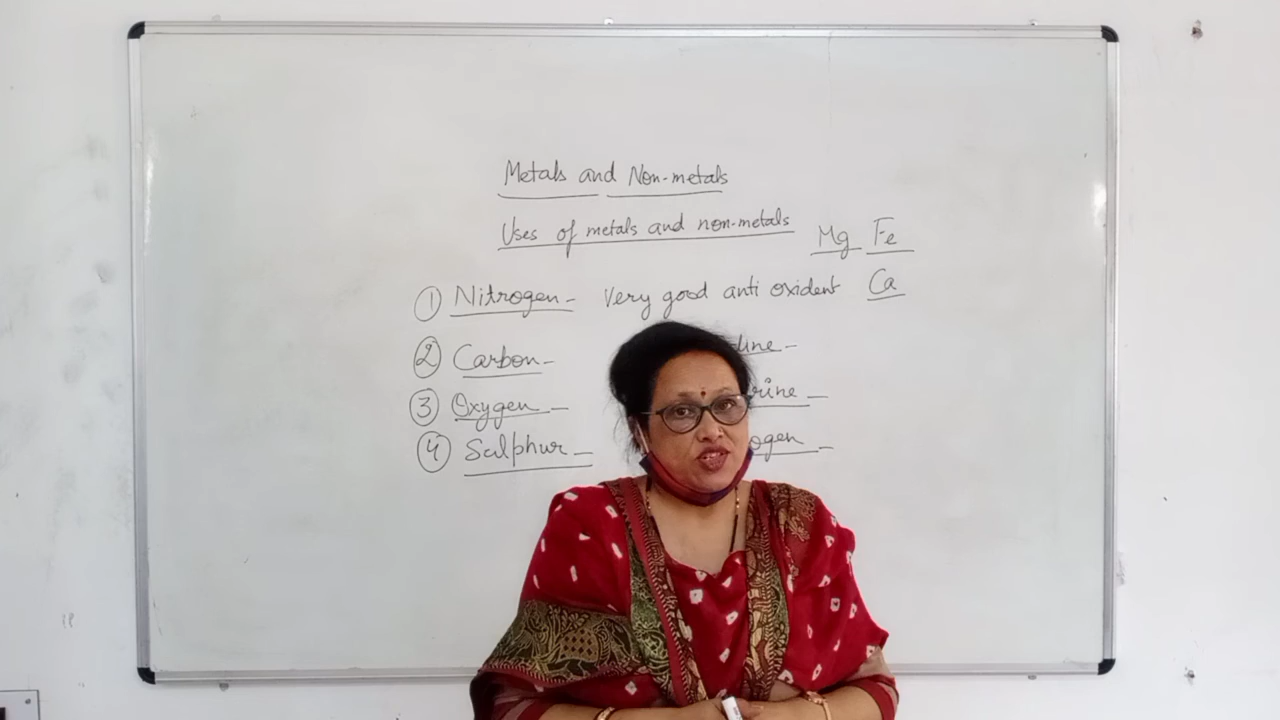 Metals and Non-metals
Uses of metals and non-metals
Mg Fe
① Nitrogen - Very good anti oxident Ca
② Carbon -
③ Oxygen -
④ Sulphur -